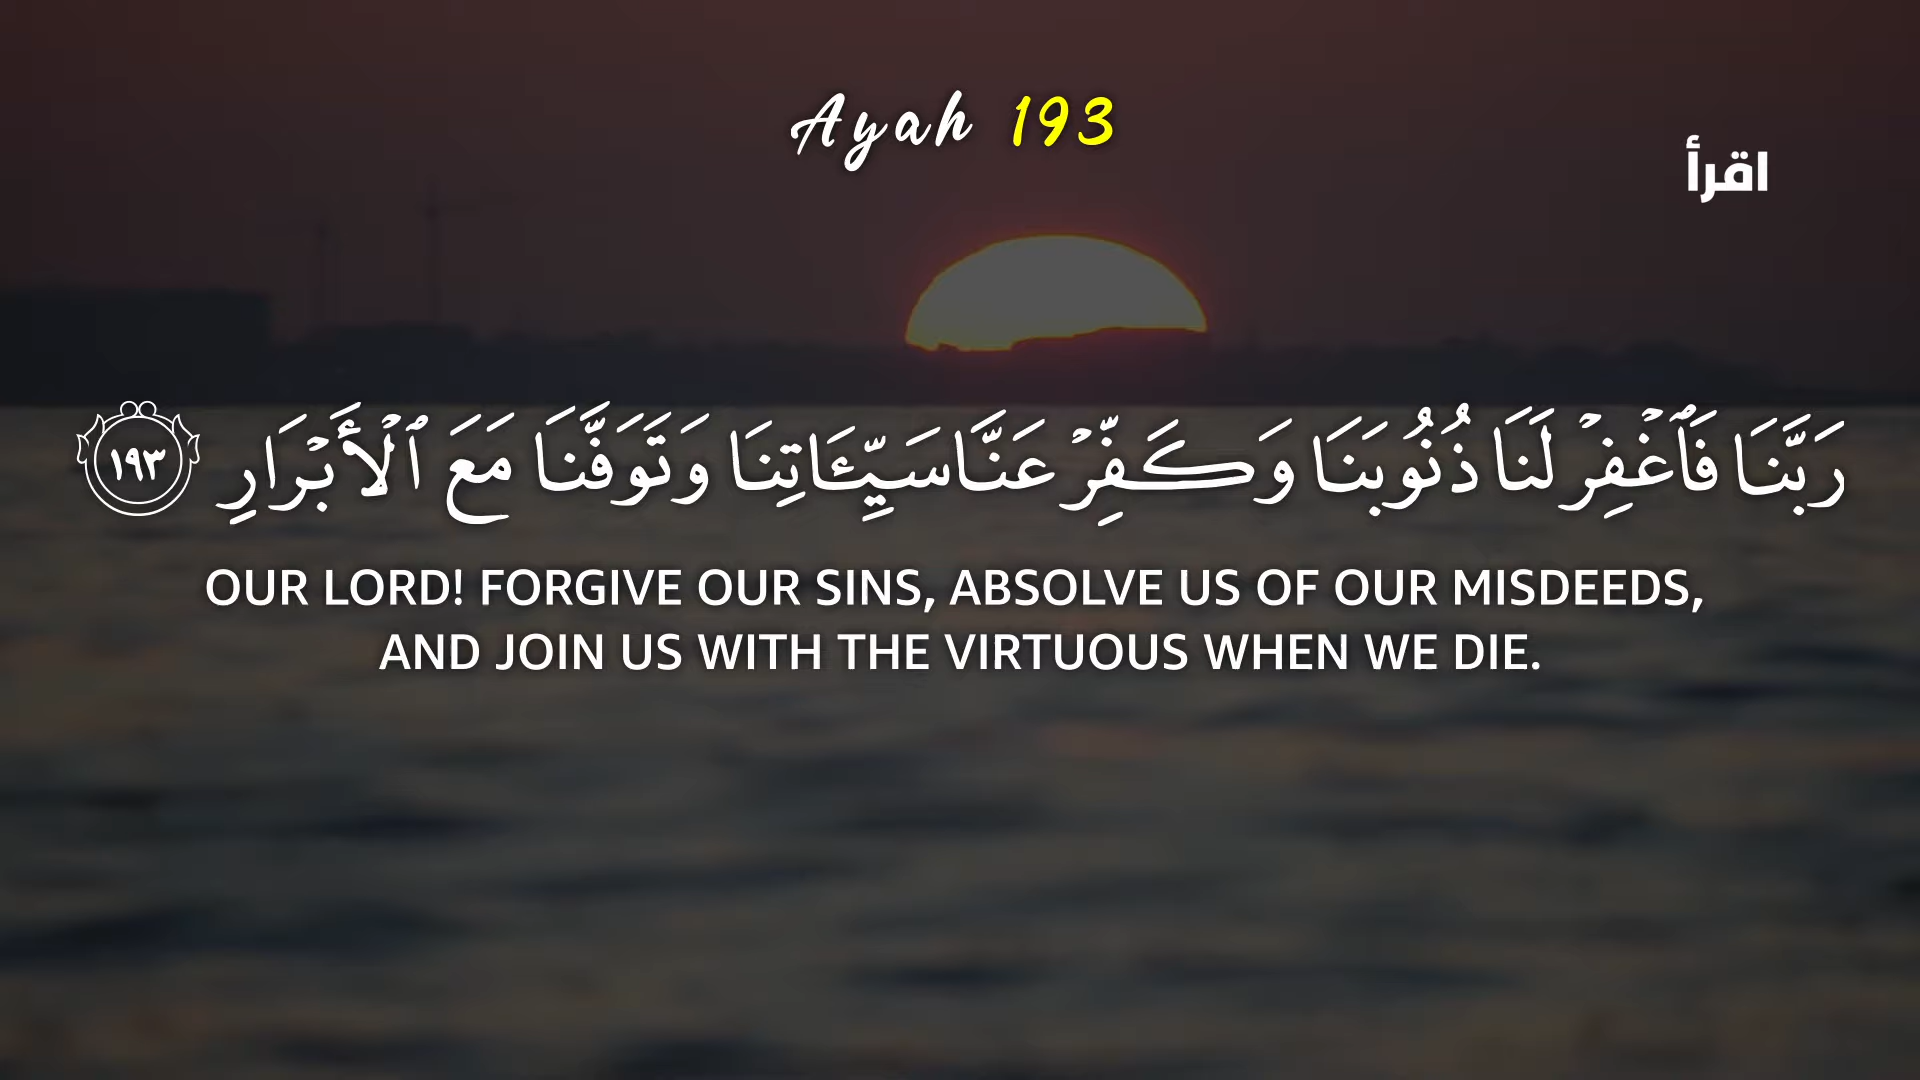 Ayah 193
اقرأ
رَبَّنَا فَٱغْفِرْ لَنَا ذُنُوبَنَا وَكَفِّرْ عَنَّا سَيِّـَٔاتِنَا وَتَوَفَّنَا مَعَ ٱلْأَبْرَارِ ١٩٣
OUR LORD! FORGIVE OUR SINS, ABSOLVE US OF OUR MISDEEDS,
AND JOIN US WITH THE VIRTUOUS WHEN WE DIE.